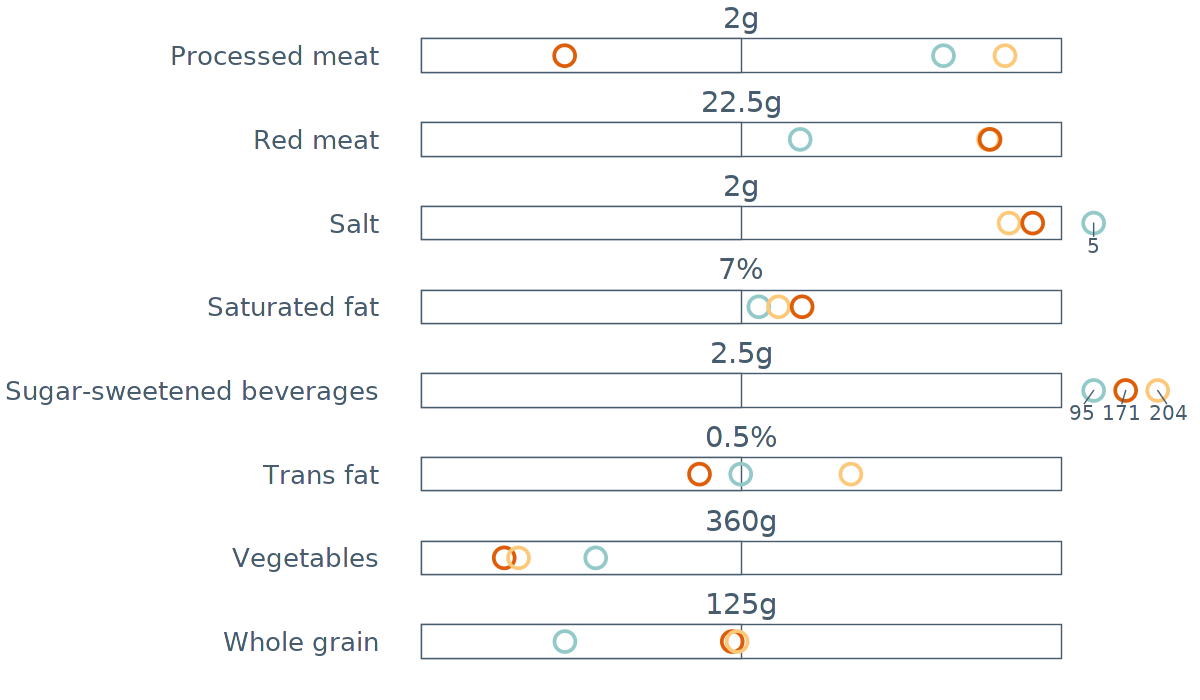 2g
Processed meat
22.5g
Red meat
2g
Salt
5
7%
Saturated fat
2.5g
Sugar-sweetened beverages
95 171 204
0.5%
Trans fat
360g
Vegetables
125g
Whole grain